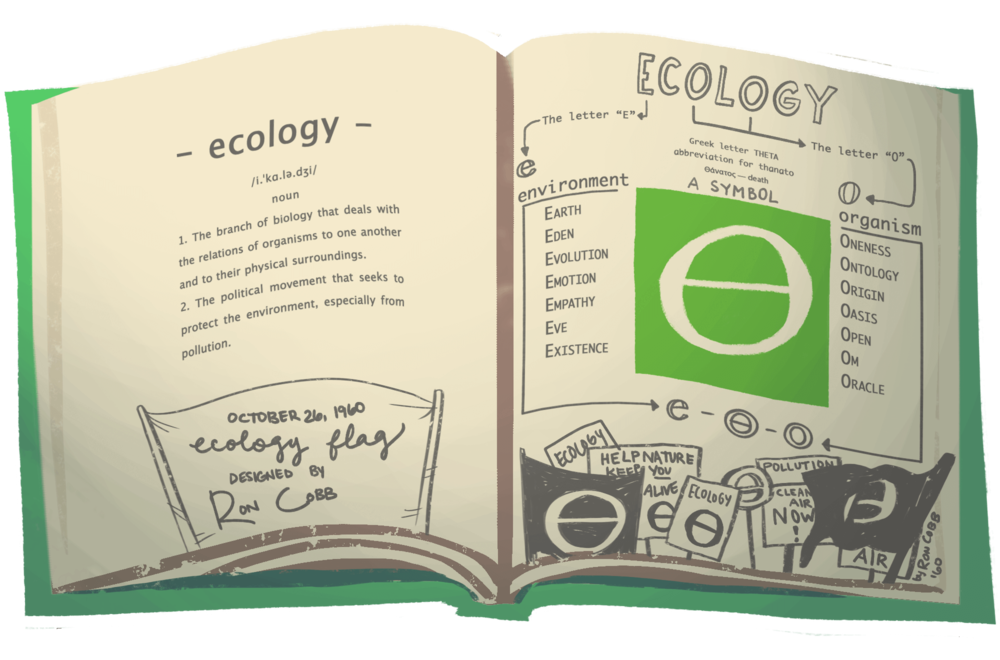 – ecology –
/i.ˈkɑ.lə.dʒi/
noun
1. The branch of biology that deals with
the relations of organisms to one another
and to their physical surroundings.
2. The political movement that seeks to
protect the environment, especially from
pollution.
OCTOBER 26, 1960
ecology flag
DESIGNED BY
RON COBB
ECOLOGY
The letter "E"
Greek letter THETA
abbreviation for thanato
Θάνατος — death
The letter "O"
A SYMBOL
e
environment
EARTH
EDEN
EVOLUTION
EMOTION
EMPATHY
EVE
EXISTENCE
O
organism
ONENESS
ONTOLOGY
ORIGIN
OASIS
OPEN
OM
ORACLE
e - Θ - O
ECOLOGY
HELP NATURE
KEEP YOU
ALIVE
ECOLOGY
POLLUTION
CLEAN
AIR
NOW
!
AIR
by RON COBB
'60